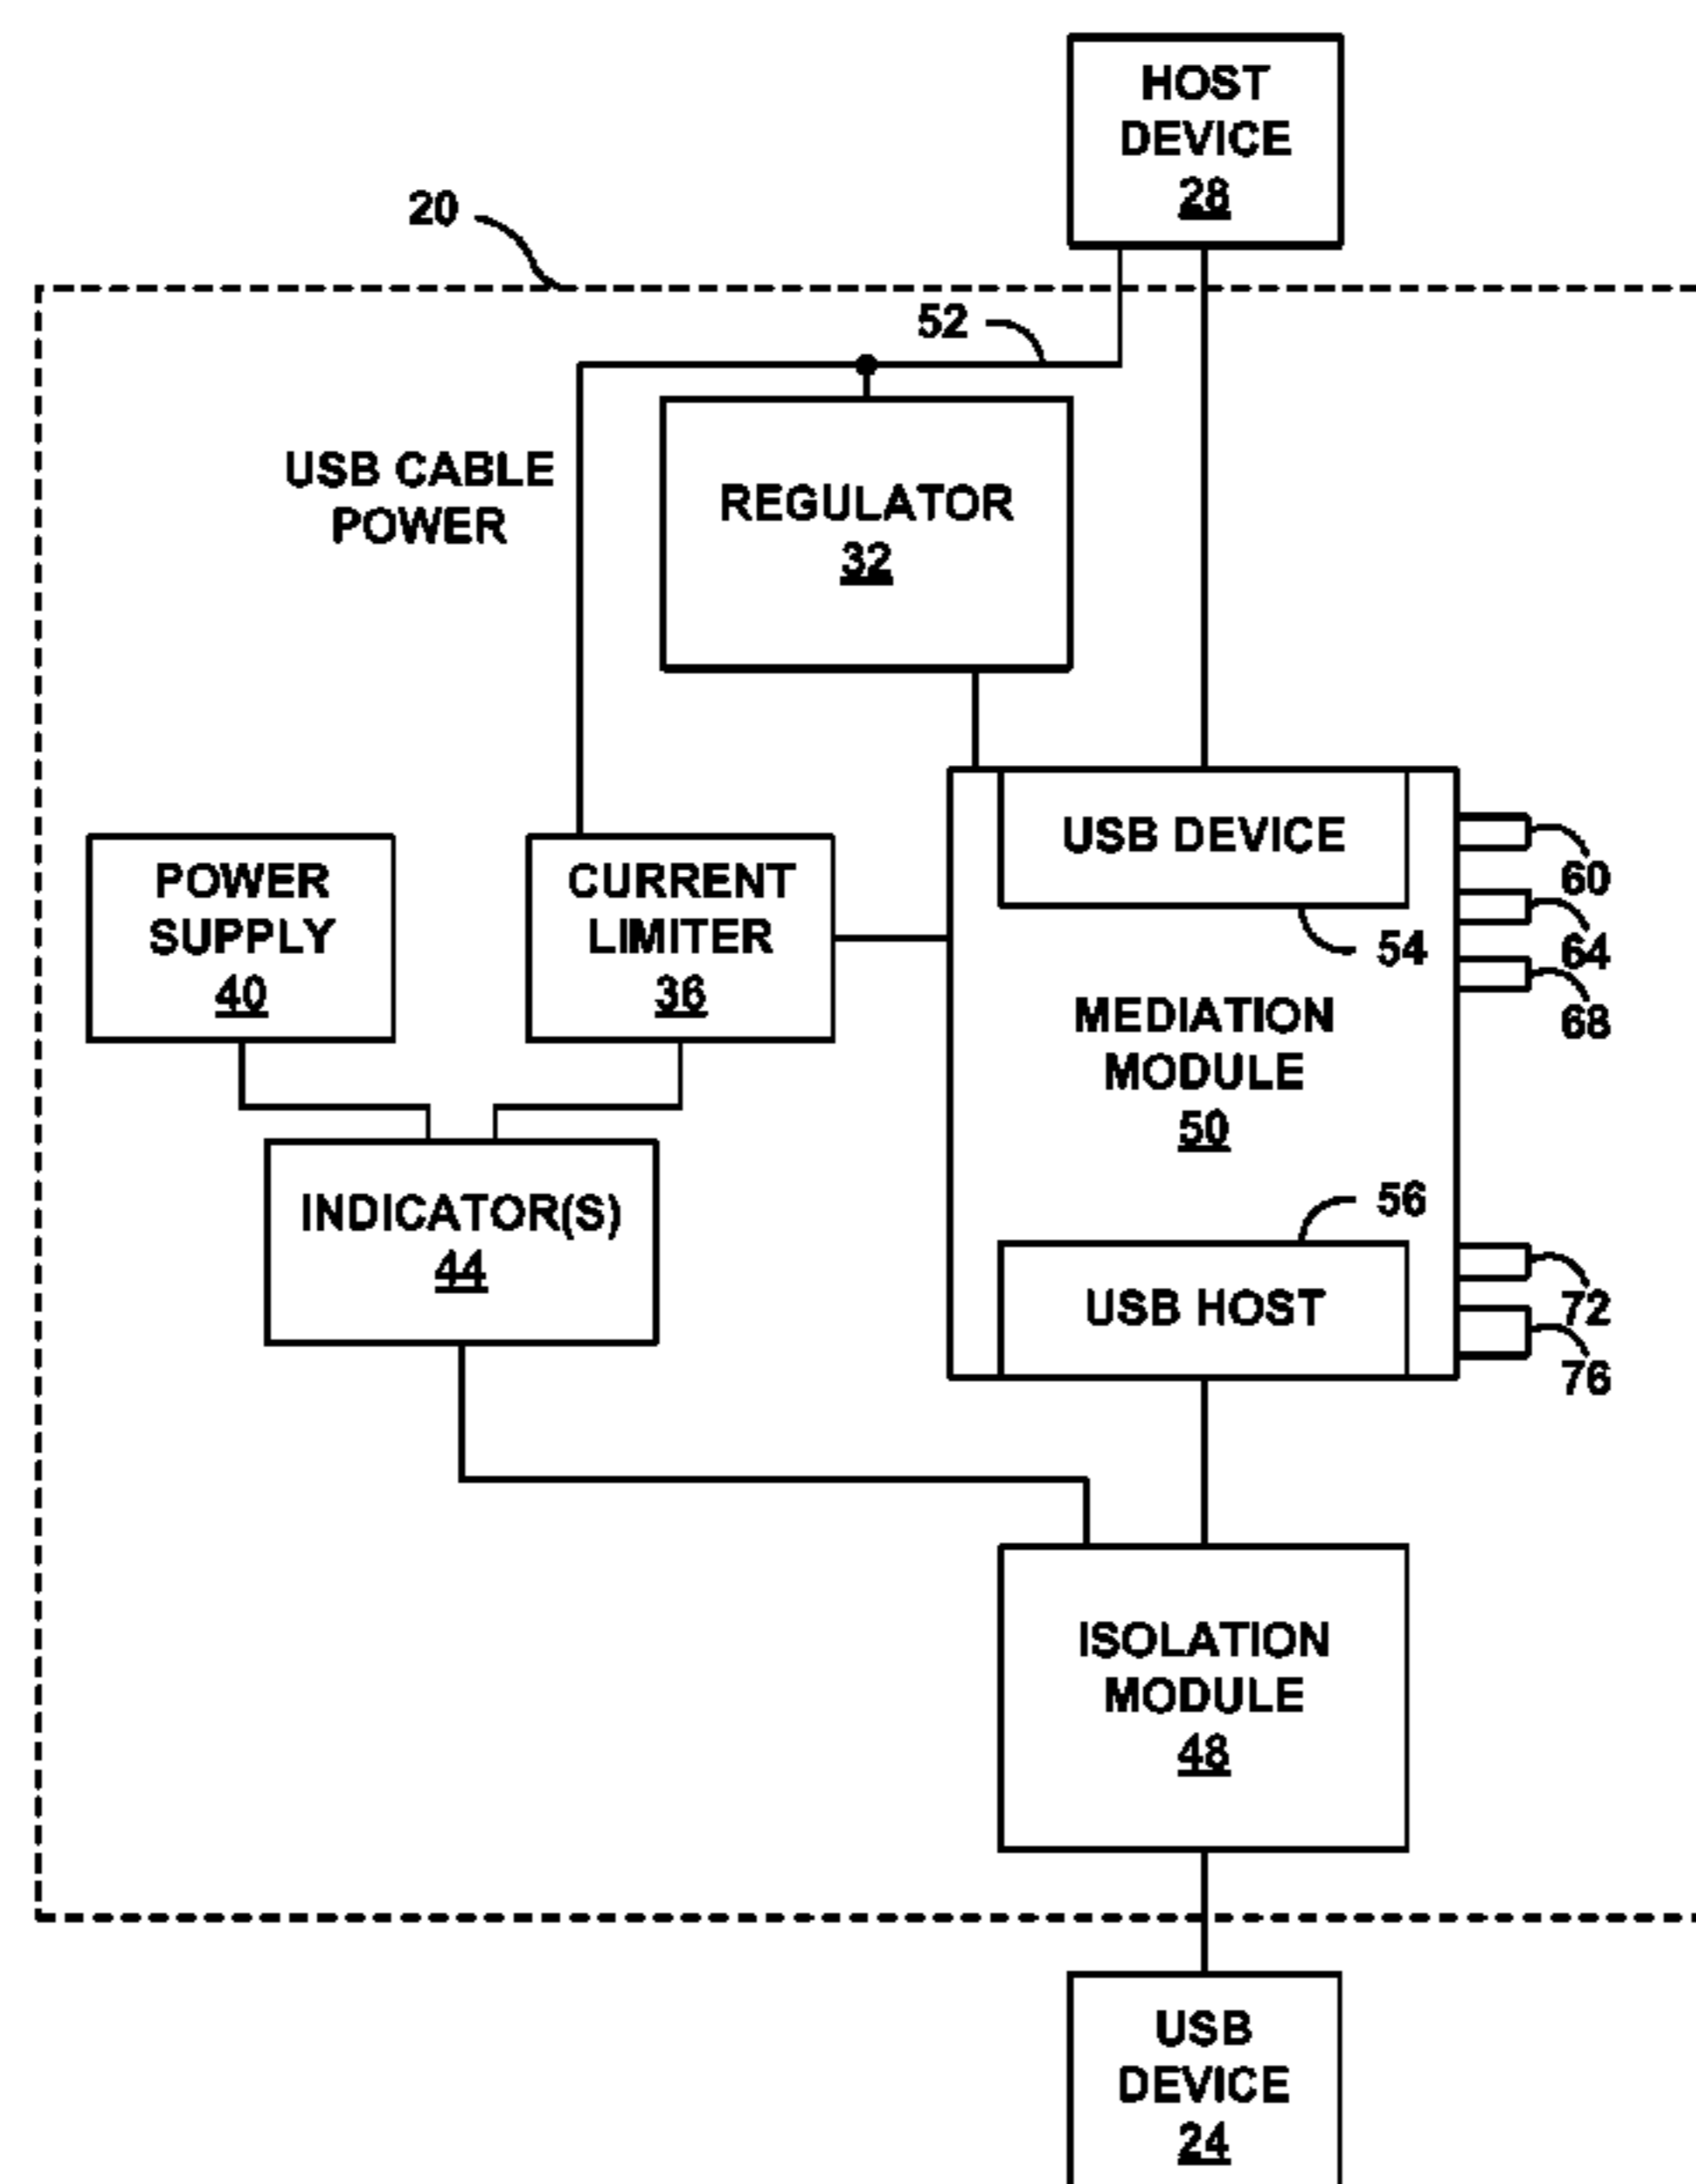 HOST
DEVICE
28
20
52
USB CABLE
POWER
REGULATOR
32
USB DEVICE
60
64
68
54
POWER
SUPPLY
40
CURRENT
LIMITER
36
MEDIATION
MODULE
50
56
INDICATOR(S)
44
USB HOST
72
76
ISOLATION
MODULE
48
USB
DEVICE
24